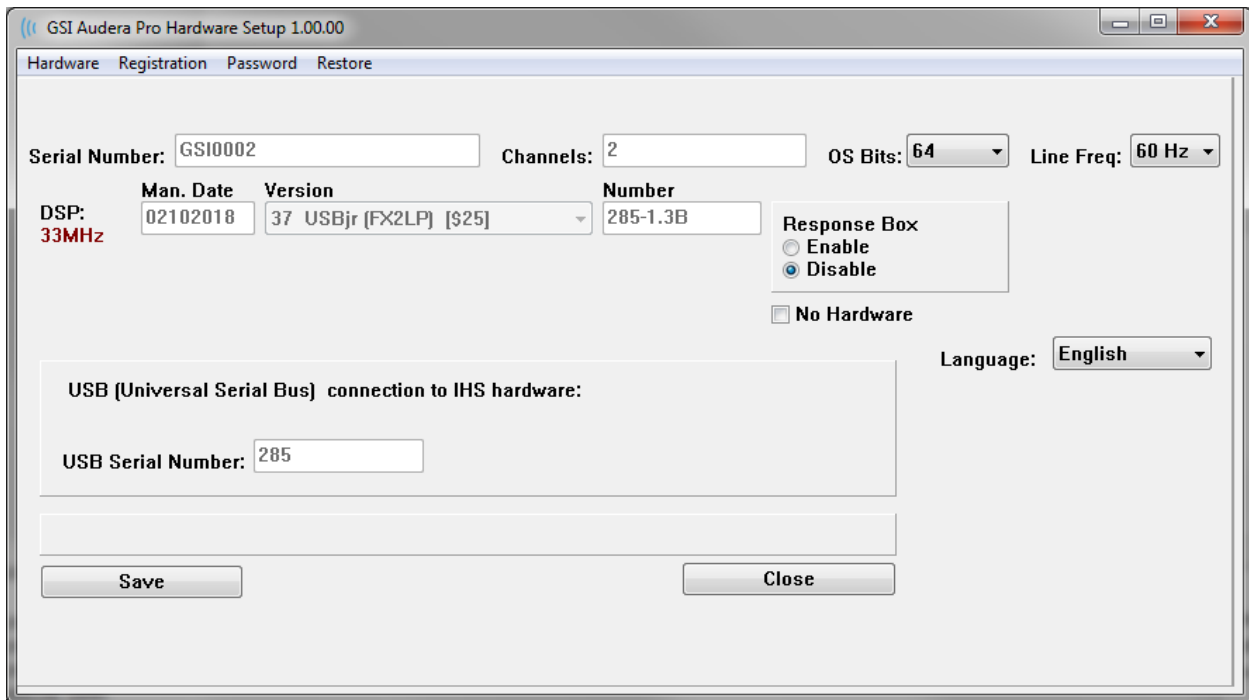 GSI Audera Pro Hardware Setup 1.00.00
Hardware Registration Password Restore
Serial Number: GSI0002 Channels: 2 OS Bits: 64 Line Freq: 60 Hz
Man. Date Version Number
DSP: 02102018 37 USBjr (FX2LP) [$25] 285-1.3B
33MHz
Response Box
Enable
Disable
No Hardware
Language: English
USB (Universal Serial Bus) connection to IHS hardware:
USB Serial Number: 285
Save Close